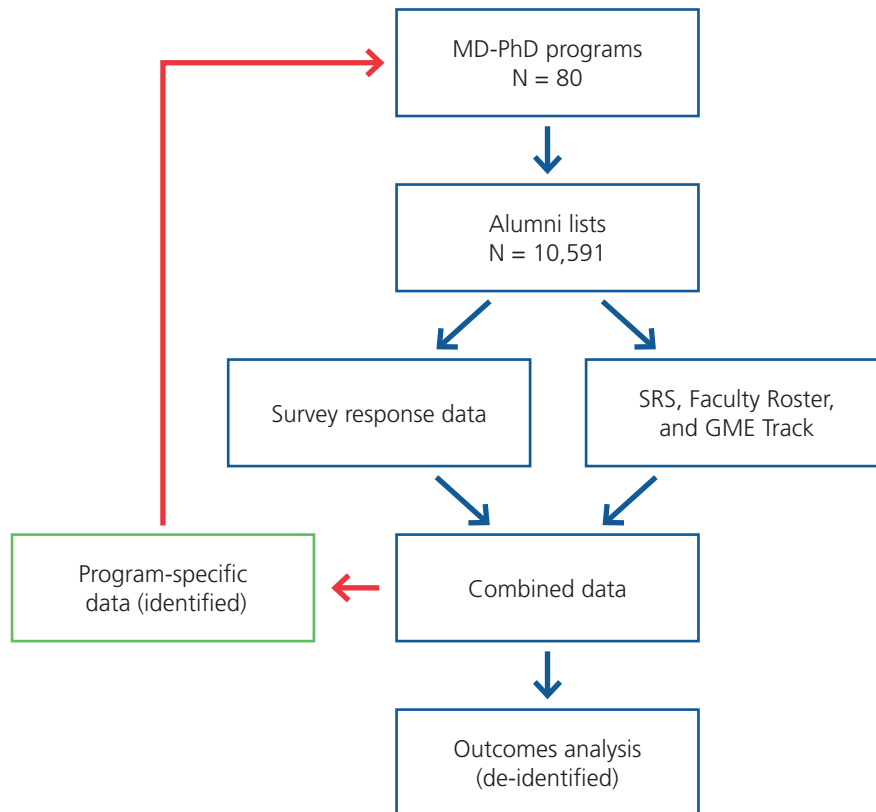 MD-PhD programs
N = 80
Alumni lists
N = 10,591
Survey response data
SRS, Faculty Roster,
and GME Track
Program-specific
data (identified)
Combined data
Outcomes analysis
(de-identified)